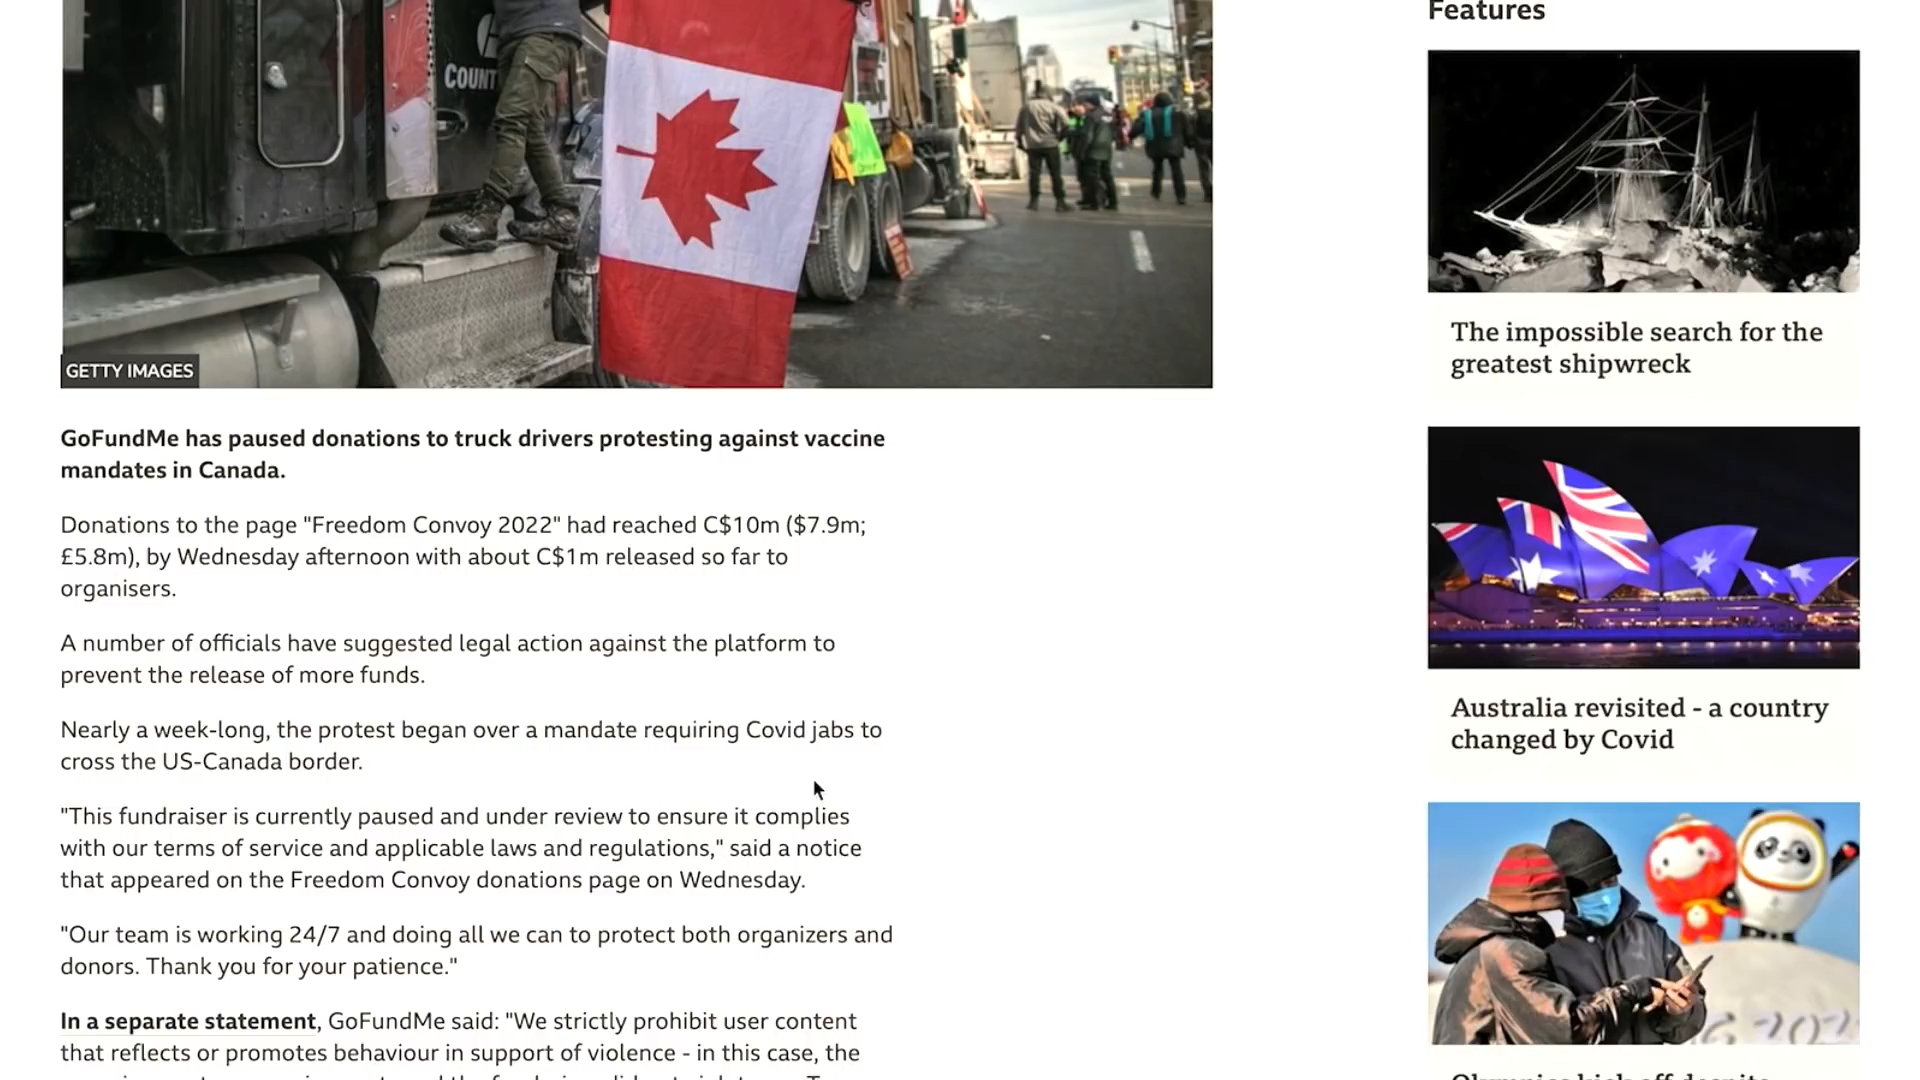 Features
COUNT
GETTY IMAGES
The impossible search for the
greatest shipwreck
GoFundMe has paused donations to truck drivers protesting against vaccine
mandates in Canada.
Donations to the page "Freedom Convoy 2022" had reached C$10m ($7.9m;
£5.8m), by Wednesday afternoon with about C$1m released so far to
organisers.
A number of officials have suggested legal action against the platform to
prevent the release of more funds.
Nearly a week-long, the protest began over a mandate requiring Covid jabs to
cross the US-Canada border.
"This fundraiser is currently paused and under review to ensure it complies
with our terms of service and applicable laws and regulations," said a notice
that appeared on the Freedom Convoy donations page on Wednesday.
"Our team is working 24/7 and doing all we can to protect both organizers and
donors. Thank you for your patience."
In a separate statement, GoFundMe said: "We strictly prohibit user content
that reflects or promotes behaviour in support of violence - in this case, the
Australia revisited - a country
changed by Covid
Olympics kick off despite